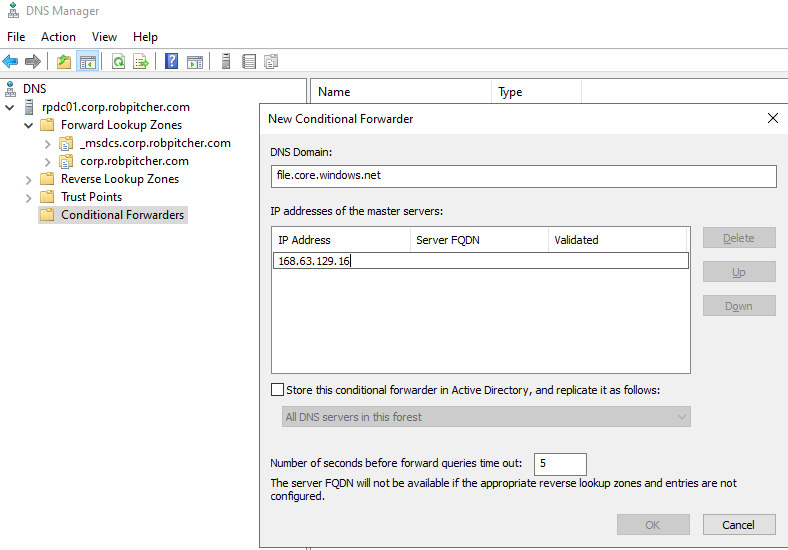 DNS Manager
File Action View Help
DNS
rpdc01.corp.robpitcher.com
Forward Lookup Zones
_msdcs.corp.robpitcher.com
corp.robpitcher.com
Reverse Lookup Zones
Trust Points
Conditional Forwarders
Name Type
New Conditional Forwarder
DNS Domain:
file.core.windows.net
IP addresses of the master servers:
IP Address Server FQDN Validated
168.63.129.16
Delete
Up
Down
Store this conditional forwarder in Active Directory, and replicate it as follows:
All DNS servers in this forest
Number of seconds before forward queries time out: 5
The server FQDN will not be available if the appropriate reverse lookup zones and entries are not
configured.
OK Cancel